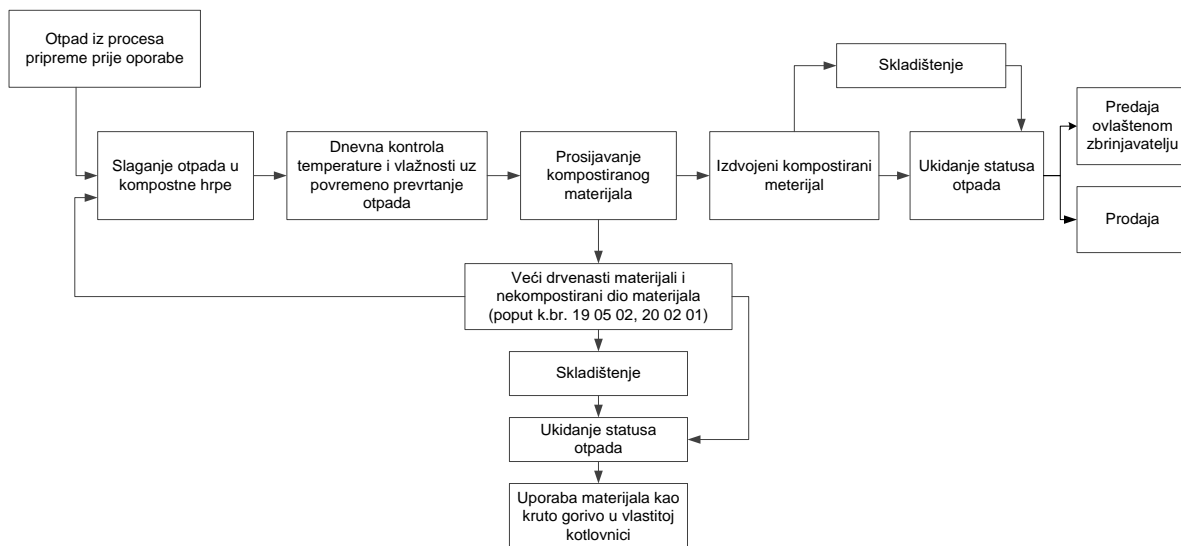 Otpad iz procesa
pripreme prije oporabe
Slaganje otpada u
kompostne hrpe
Dnevna kontrola
temperature i vlažnosti uz
povremeno prevrtanje
otpada
Prosijavanje
kompostiranog
materijala
Izdvojeni kompostirani
meterijal
Skladištenje
Ukidanje statusa
otpada
Predaja
ovlaštenom
zbrinjavatelju
Prodaja
Veći drvenasti materijali i
nekompostirani dio materijala
(poput k.br. 19 05 02, 20 02 01)
Skladištenje
Ukidanje statusa
otpada
Uporaba materijala kao
kruto gorivo u vlastitoj
kotlovnici